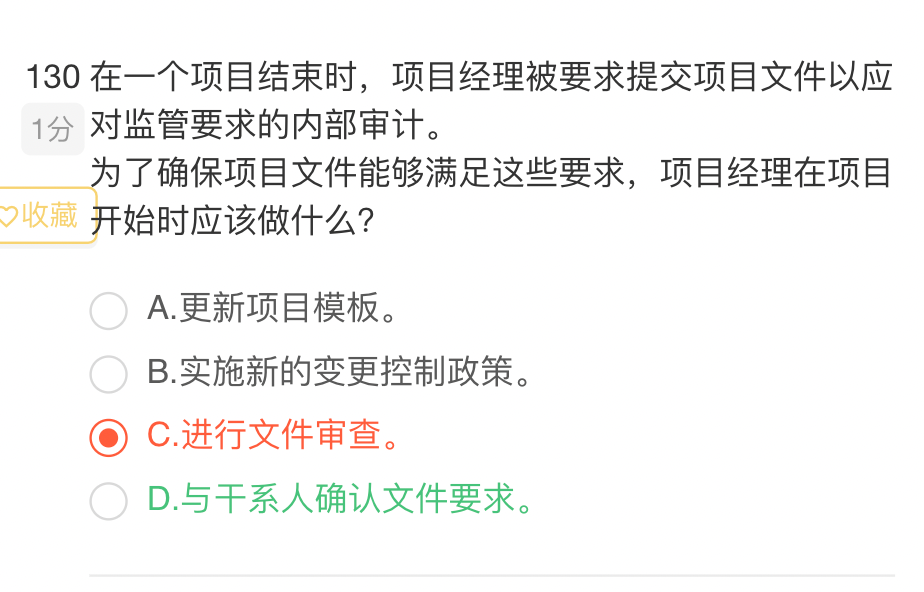 130 在一个项目结束时，项目经理被要求提交项目文件以应
1分 对监管要求的内部审计。
为了确保项目文件能够满足这些要求，项目经理在项目
收藏 开始时应该做什么？
A.更新项目模板。
B.实施新的变更控制政策。
C.进行文件审查。
D.与干系人确认文件要求。